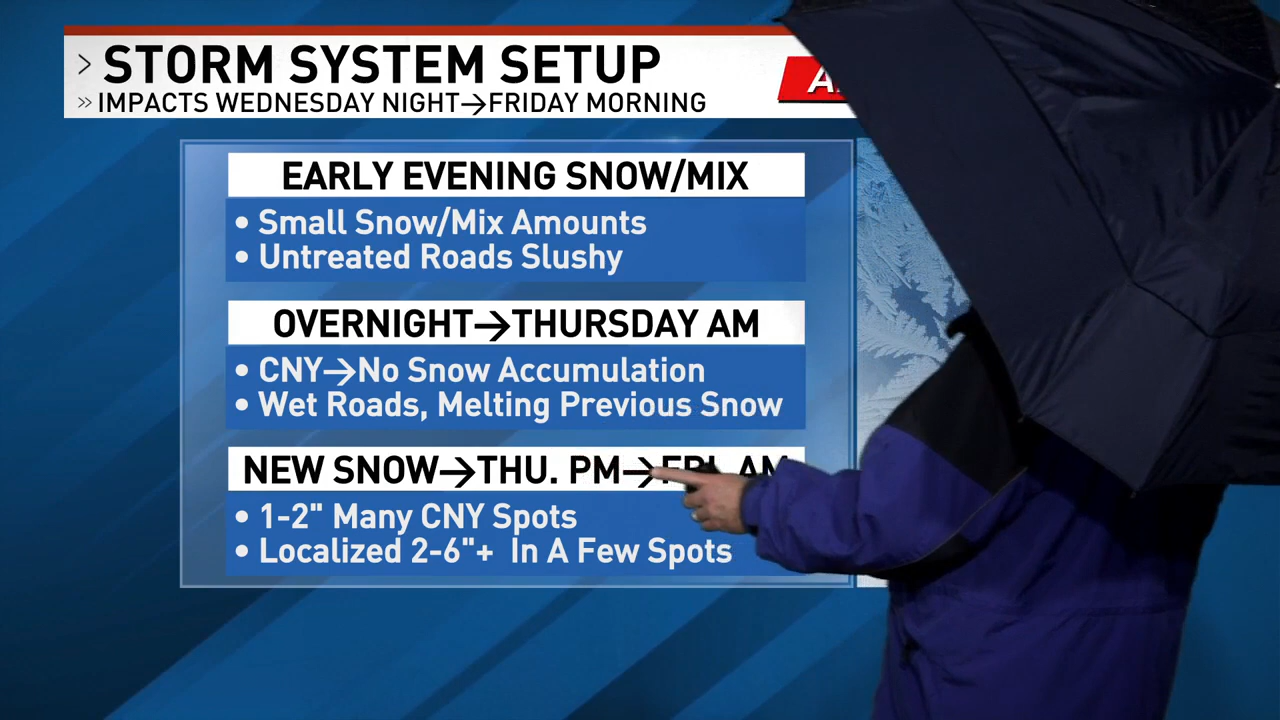 > STORM SYSTEM SETUP
» IMPACTS WEDNESDAY NIGHT→FRIDAY MORNING
EARLY EVENING SNOW/MIX
• Small Snow/Mix Amounts
• Untreated Roads Slushy
OVERNIGHT→THURSDAY AM
• CNY→No Snow Accumulation
• Wet Roads, Melting Previous Snow
NEW SNOW→THU. PM→FRI. AM
• 1-2" Many CNY Spots
• Localized 2-6"+ In A Few Spots